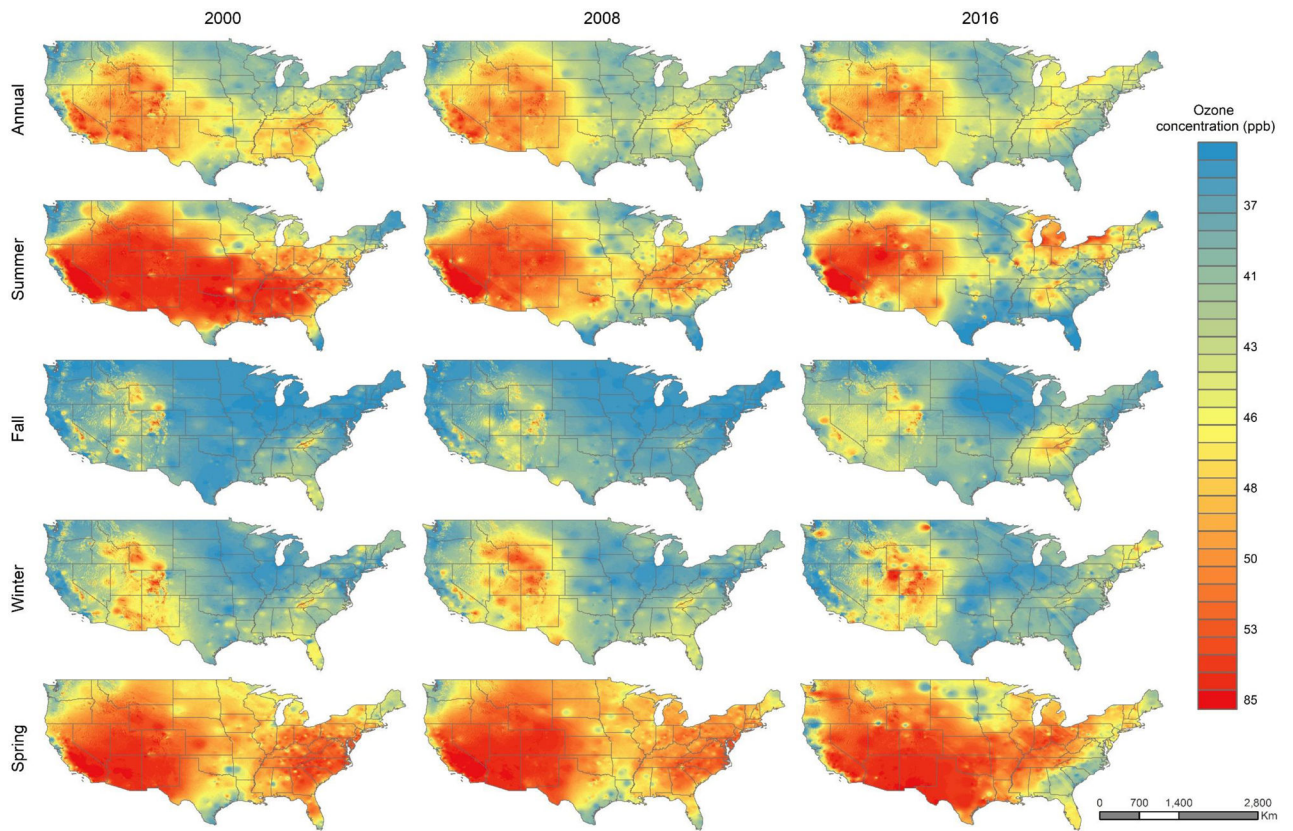 2000 2008 2016
Annual
Summer
Fall
Winter
Spring
Ozone
concentration (ppb)
37
41
43
46
48
50
53
85
0 700 1,400 2,800
Km